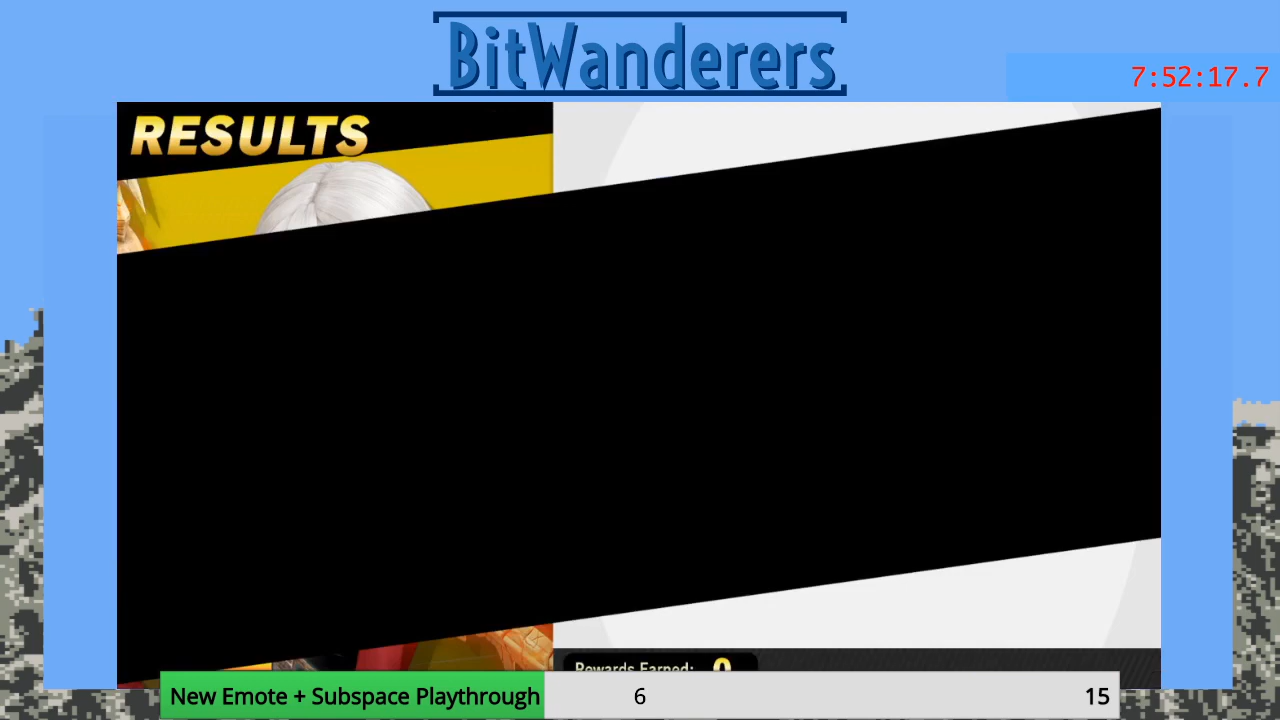 BitWanderers
7:52:17.7
RESULTS
Rewards Earned: 0
New Emote + Subspace Playthrough 6 15